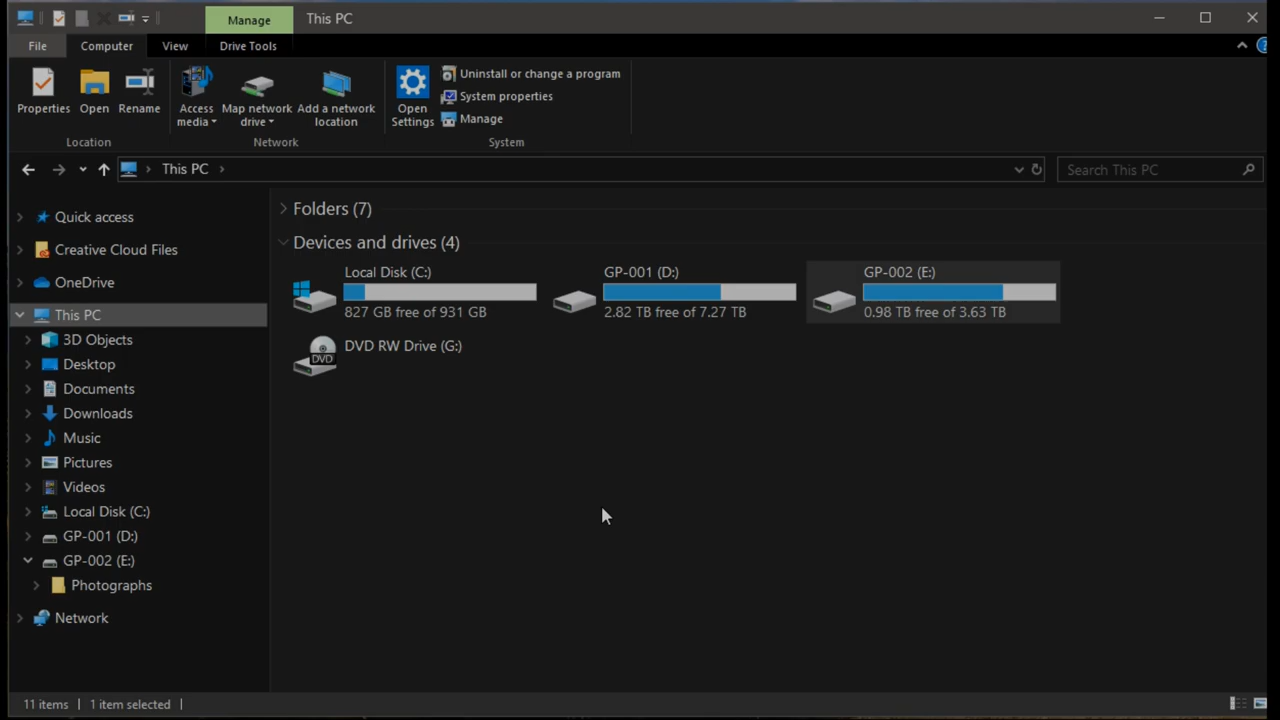 Manage
This PC
File
Computer
View
Drive Tools
Properties
Open
Rename
Access media
Map network drive
Add a network location
Open Settings
Uninstall or change a program
System properties
Manage
Location
Network
System
This PC
Search This PC
Quick access
Creative Cloud Files
OneDrive
This PC
3D Objects
Desktop
Documents
Downloads
Music
Pictures
Videos
Local Disk (C:)
GP-001 (D:)
GP-002 (E:)
Photographs
Network
Folders (7)
Devices and drives (4)
Local Disk (C:)
827 GB free of 931 GB
GP-001 (D:)
2.82 TB free of 7.27 TB
GP-002 (E:)
0.98 TB free of 3.63 TB
DVD RW Drive (G:)
DVD
11 items
1 item selected